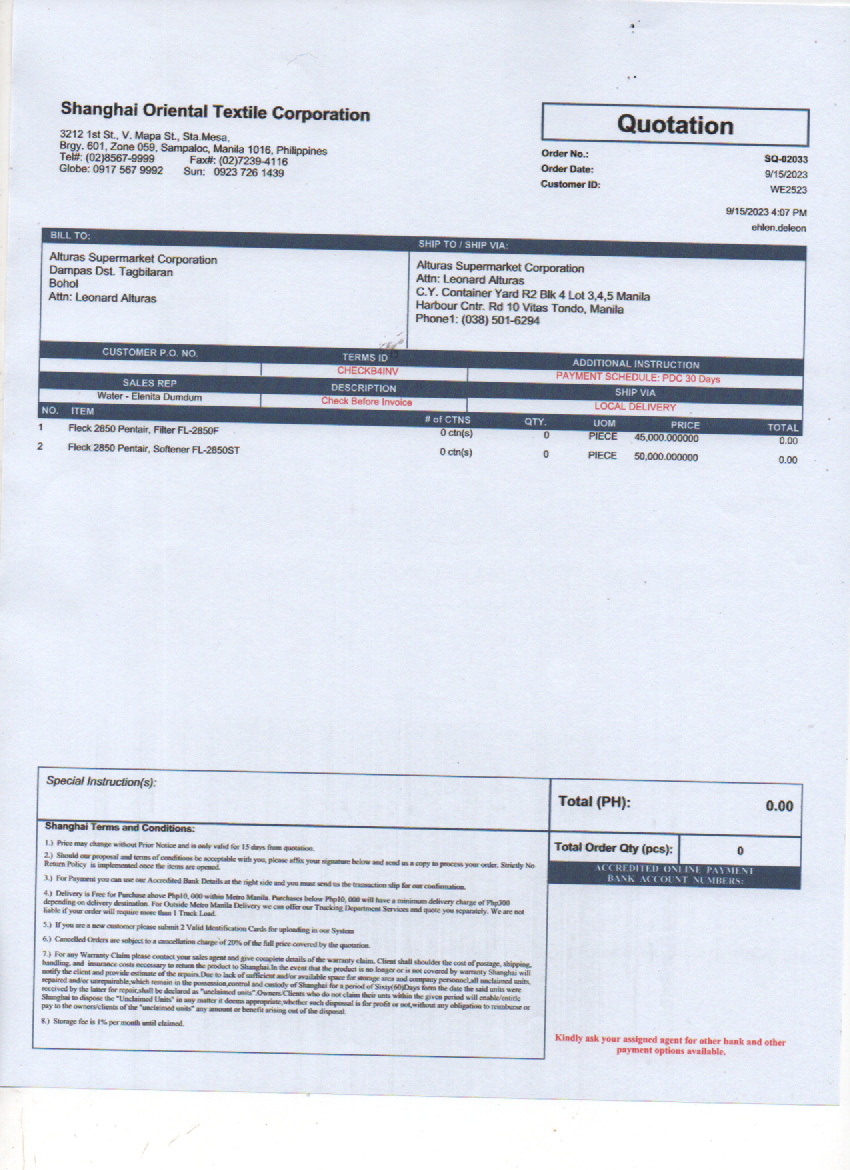 Shanghai Oriental Textile Corporation
3212 1st St., V. Mapa St., Sta.Mesa,
Brgy. 601, Zone 059, Sampaloc, Manila 1016, Philippines
Tel#: (02)8567-9999 Fax#: (02)7239-4116
Globe: 0917 567 9992 Sun: 0923 726 1439
Quotation
Order No.: SQ-02033
Order Date: 9/15/2023
Customer ID: WE2523
9/15/2023 4:07 PM
ehlen.deleon
BILL TO:
Alturas Supermarket Corporation
Dampas Dst. Tagbilaran
Bohol
Attn: Leonard Alturas
SHIP TO / SHIP VIA:
Alturas Supermarket Corporation
Attn: Leonard Alturas
C.Y. Container Yard R2 Blk 4 Lot 3,4,5 Manila
Harbour Cntr. Rd 10 Vitas Tondo, Manila
Phone1: (038) 501-6294
CUSTOMER P.O. NO. TERMS ID ADDITIONAL INSTRUCTION
CHECKB4INV PAYMENT SCHEDULE: PDC 30 Days
SALES REP DESCRIPTION SHIP VIA
Water - Elenita Dumdum Check Before Invoice LOCAL DELIVERY
NO. ITEM # of CTNS QTY. UOM PRICE TOTAL
1 Fleck 2850 Pentair, Filter FL-2850F 0 ctn(s) 0 PIECE 45,000.000000 0.00
2 Fleck 2850 Pentair, Softener FL-2850ST 0 ctn(s) 0 PIECE 50,000.000000 0.00
Special Instruction(s):
Total (PH): 0.00
Total Order Qty (pcs): 0
ACCREDITED ONLINE PAYMENT
BANK ACCOUNT NUMBERS:
Shanghai Terms and Conditions:
1.) Price may change without Prior Notice and is only valid for 15 days from quotation.
2.) Should our proposal and terms of conditions be acceptable with you, please affix your signature below and send us a copy to process your order. Strictly No
Return Policy is implemented once the items are opened.
3.) For Payment you can use our Accredited Bank Details at the right side and you must send us the transaction slip for our confirmation.
4.) Delivery is Free for Purchase above Php10, 000 within Metro Manila. Purchases below Php10, 000 will have a minimum delivery charge of Php300
depending on delivery destination. For Outside Metro Manila Delivery we can offer our Trucking Department Services and quote you separately. We are not
liable if your order will require more than 1 Truck Load.
5.) If you are a new customer please submit 2 Valid Identification Cards for uploading in our System
6.) Cancelled Orders are subject to a cancellation charge of 20% of the full price covered by the quotation.
7.) For any Warranty Claim please contact your sales agent and give complete details of the warranty claim. Client shall shoulder the cost of postage, shipping,
handling, and insurance costs necessary to return the product to Shanghai.In the event that the product is no longer or is not covered by warranty Shanghai will
notify the client and provide estimate of the repairs.Due to lack of sufficient and/or available space for storage area and company personnel,all unclaimed units,
repaired and/or unrepairable,which remain in the possession,control and custody of Shanghai for a period of Sixty(60)Days form the date the said units were
received by the latter for repair,shall be declared as "unclaimed units".Owners/Clients who do not claim their units within the given period will enable/entitle
Shanghai to dispose the "Unclaimed Units" in any matter it deems appropriate;whether such disposal is for profit or not,without any obligation to reimburse or
pay to the owners/clients of the "unclaimed units" any amount or benefit arising out of the disposal.
8.) Storage fee is 1% per month until claimed.
Kindly ask your assigned agent for other bank and other
payment options available.